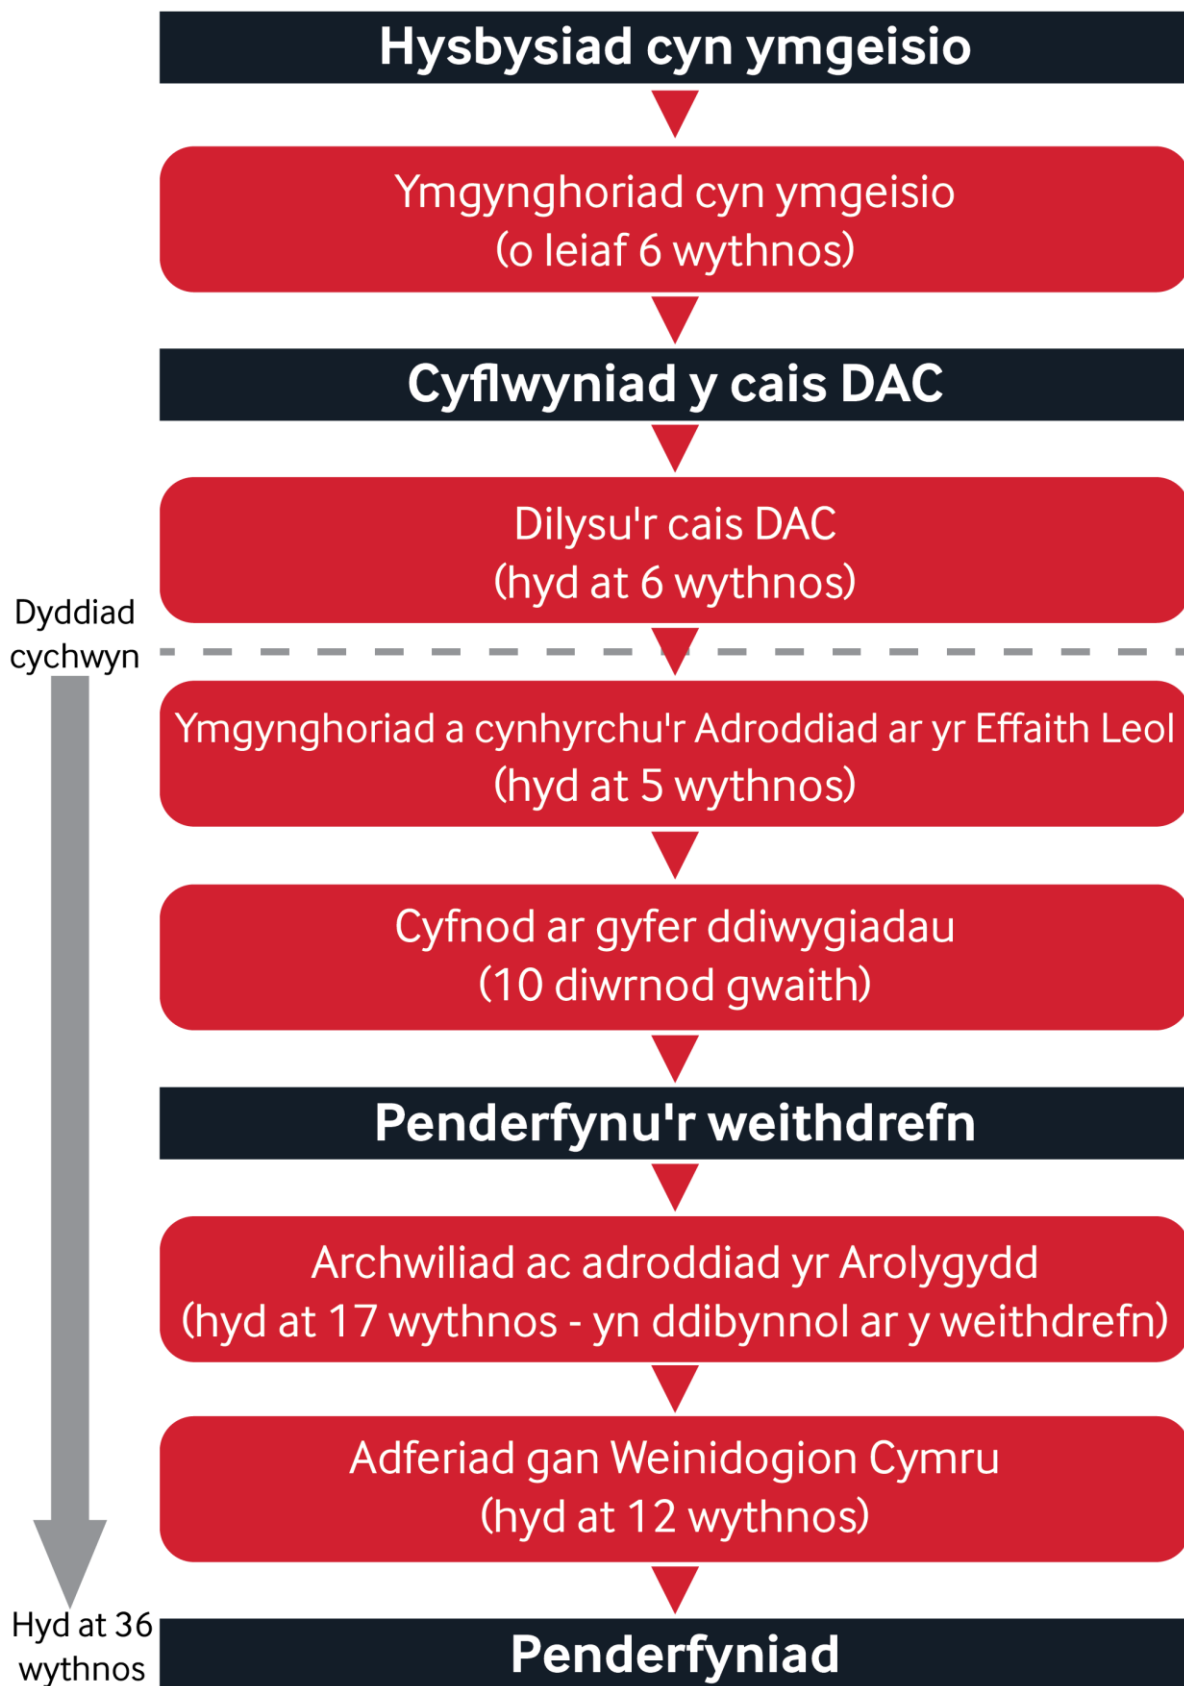 Hysbysiad cyn ymgeisio
Ymgynghoriad cyn ymgeisio
(o leiaf 6 wythnos)
Cyflwyniad y cais DAC
Dilysu'r cais DAC
(hyd at 6 wythnos)
Dyddiad
cychwyn
Ymgynghoriad a cynhyrchu'r Adroddiad ar yr Effaith Leol
(hyd at 5 wythnos)
Cyfnod ar gyfer ddiwygiadau
(10 diwrnod gwaith)
Penderfynu'r weithdrefn
Archwiliad ac adroddiad yr Arolygydd
(hyd at 17 wythnos - yn ddibynnol ar y weithdrefn)
Adferiad gan Weinidogion Cymru
(hyd at 12 wythnos)
Hyd at 36
wythnos
Penderfyniad